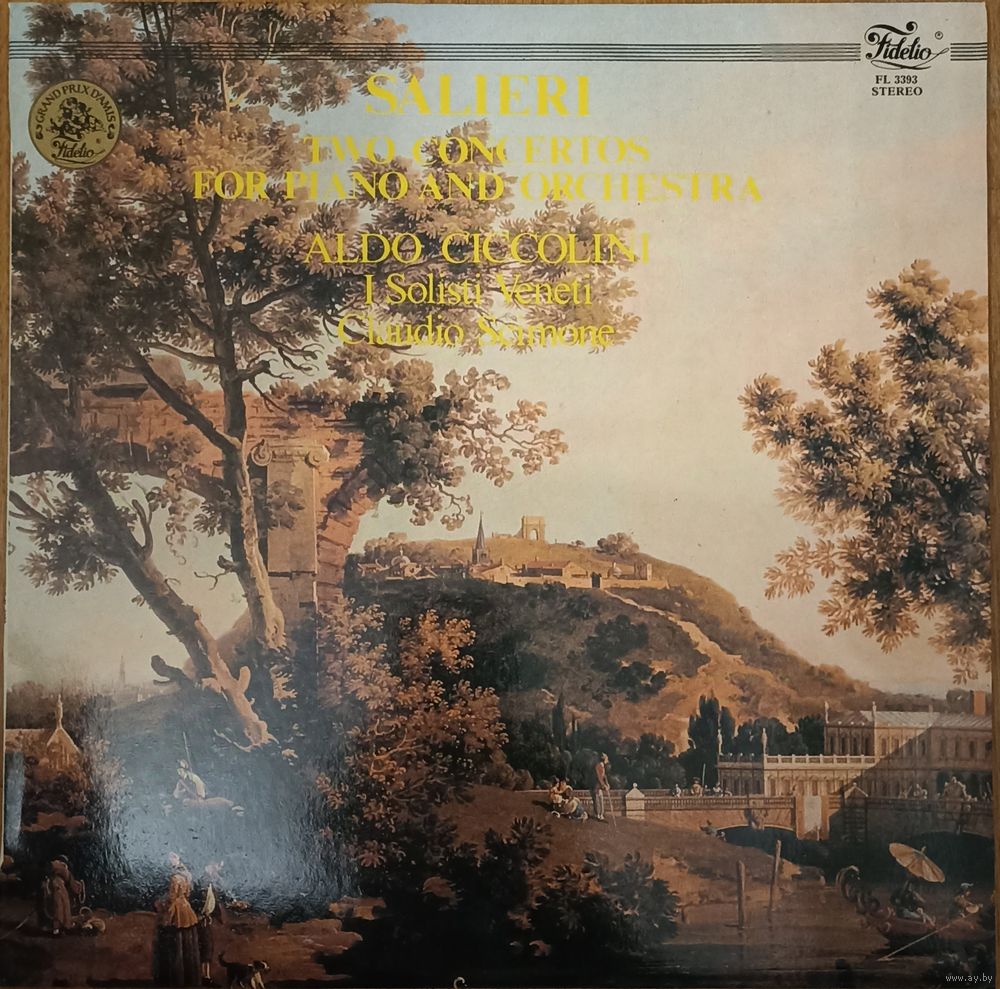 Fidelio ®
FL 3393
STEREO
GRAND PRIX D'AMIS
Fidelio ®
SALIERI
TWO CONCERTOS
FOR PIANO AND ORCHESTRA
ALDO CICCOLINI
I Solisti Veneti
Claudio Scimone
www.ay.by